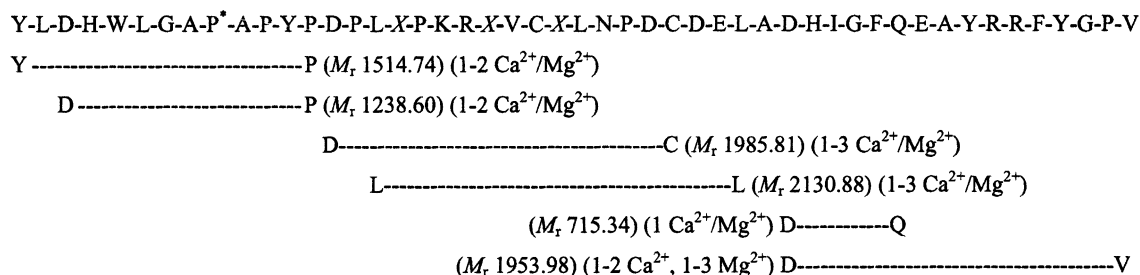 Y-L-D-H-W-L-G-A-P*-A-P-Y-P-D-P-L-X-P-K-R-X-V-C-X-L-N-P-D-C-D-E-L-A-D-H-I-G-F-Q-E-A-Y-R-R-F-Y-G-P-V
Y------------------------------P (Mr 1514.74) (1-2 Ca2+/Mg2+)
D--------------------------P (Mr 1238.60) (1-2 Ca2+/Mg2+)
D-------------------------------------C (Mr 1985.81) (1-3 Ca2+/Mg2+)
L---------------------------------------L (Mr 2130.88) (1-3 Ca2+/Mg2+)
(Mr 715.34) (1 Ca2+/Mg2+) D-----------Q
(Mr 1953.98) (1-2 Ca2+, 1-3 Mg2+) D------------------------------------V